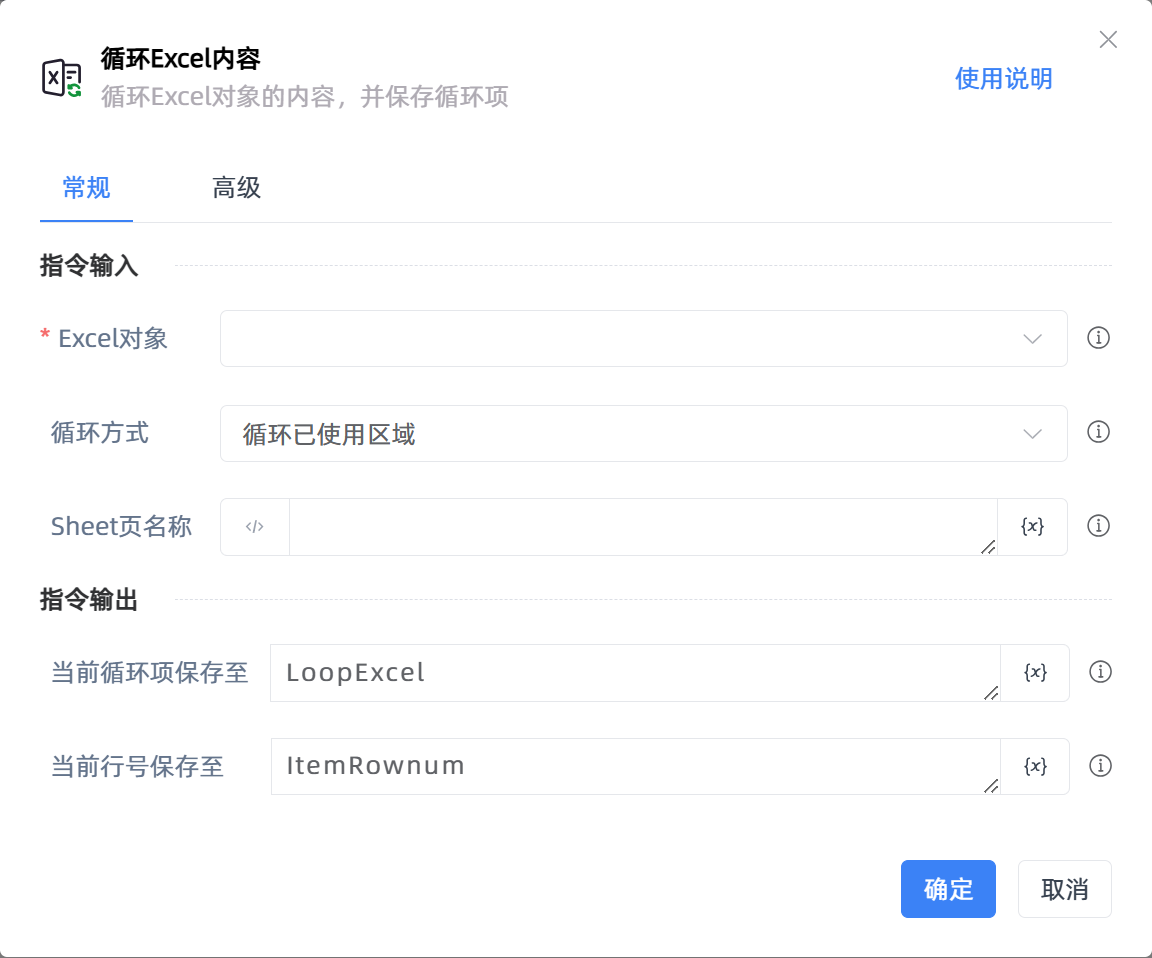 循环Excel内容
循环Excel对象的内容，并保存循环项
使用说明
常规
高级
指令输入
* Excel对象
循环方式
循环已使用区域
Sheet页名称
</>
{x}
指令输出
当前循环项保存至
LoopExcel
{x}
当前行号保存至
ItemRownum
{x}
确定
取消